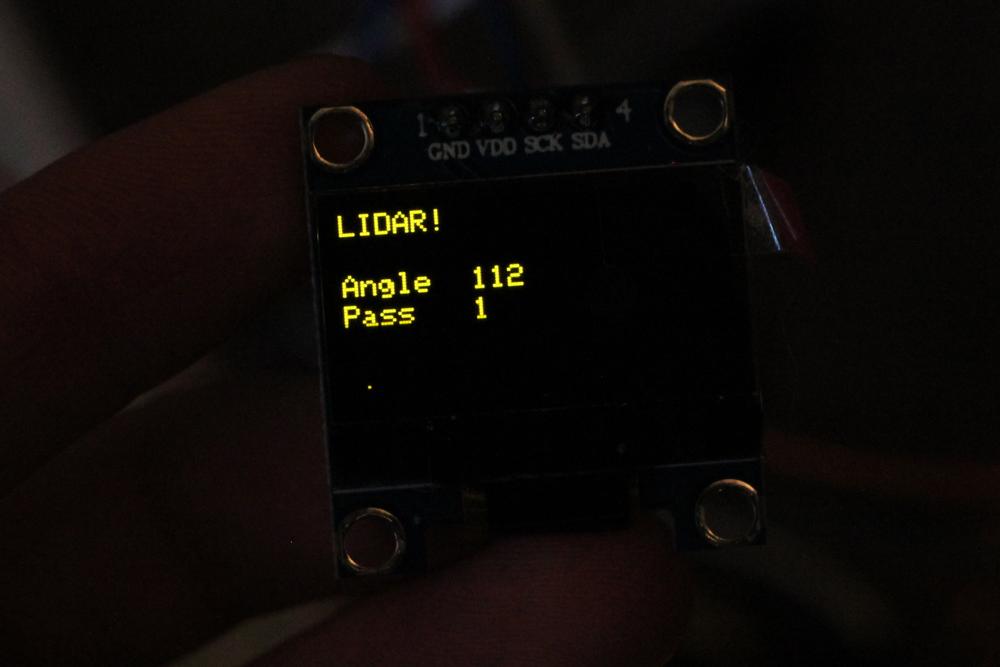 1 4
GND VDD SCK SDA
LIDAR!
Angle 112
Pass 1
.